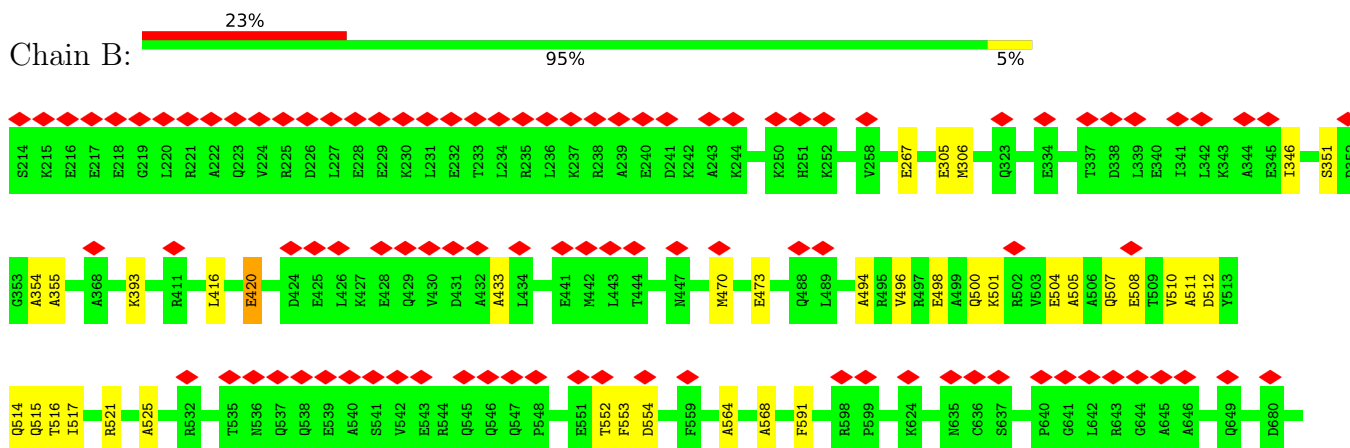 23%
Chain B:
95% 5%
S214 K215 E216 E217 E218 G219 L220 R221 A222 Q223 V224 R225 D226 L227 E228 E229 K230 L231 E232 T233 L234 R235 L236 K237 R238 A239 E240 D241 K242 A243 K244 K250 H251 K252 V258 E267 E305 M306 Q323 E334 T337 D338 L339 E340 I341 L342 K343 A344 E345 I346 S351
G353 A354 A355 A368 K393 R411 L416 E420 D424 E425 L426 K427 E428 Q429 V430 D431 A432 A433 L434 E441 M442 L443 T444 N447 M470 E473 Q488 L489 A494 R495 V496 R497 E498 A499 Q500 K501 R502 V503 E504 A505 A506 Q507 E508 T509 V510 A511 D512 Y513
Q514 Q515 T516 I517 R521 A525 R532 T535 N536 Q537 Q538 E539 A540 S541 V542 E543 Q545 Q546 Q547 P548 E551 T552 F553 D554 F559 A564 A568 F591 R598 P599 K624 N635 C636 S637 P640 G641 L642 R643 G644 A645 A646 Q649 D680